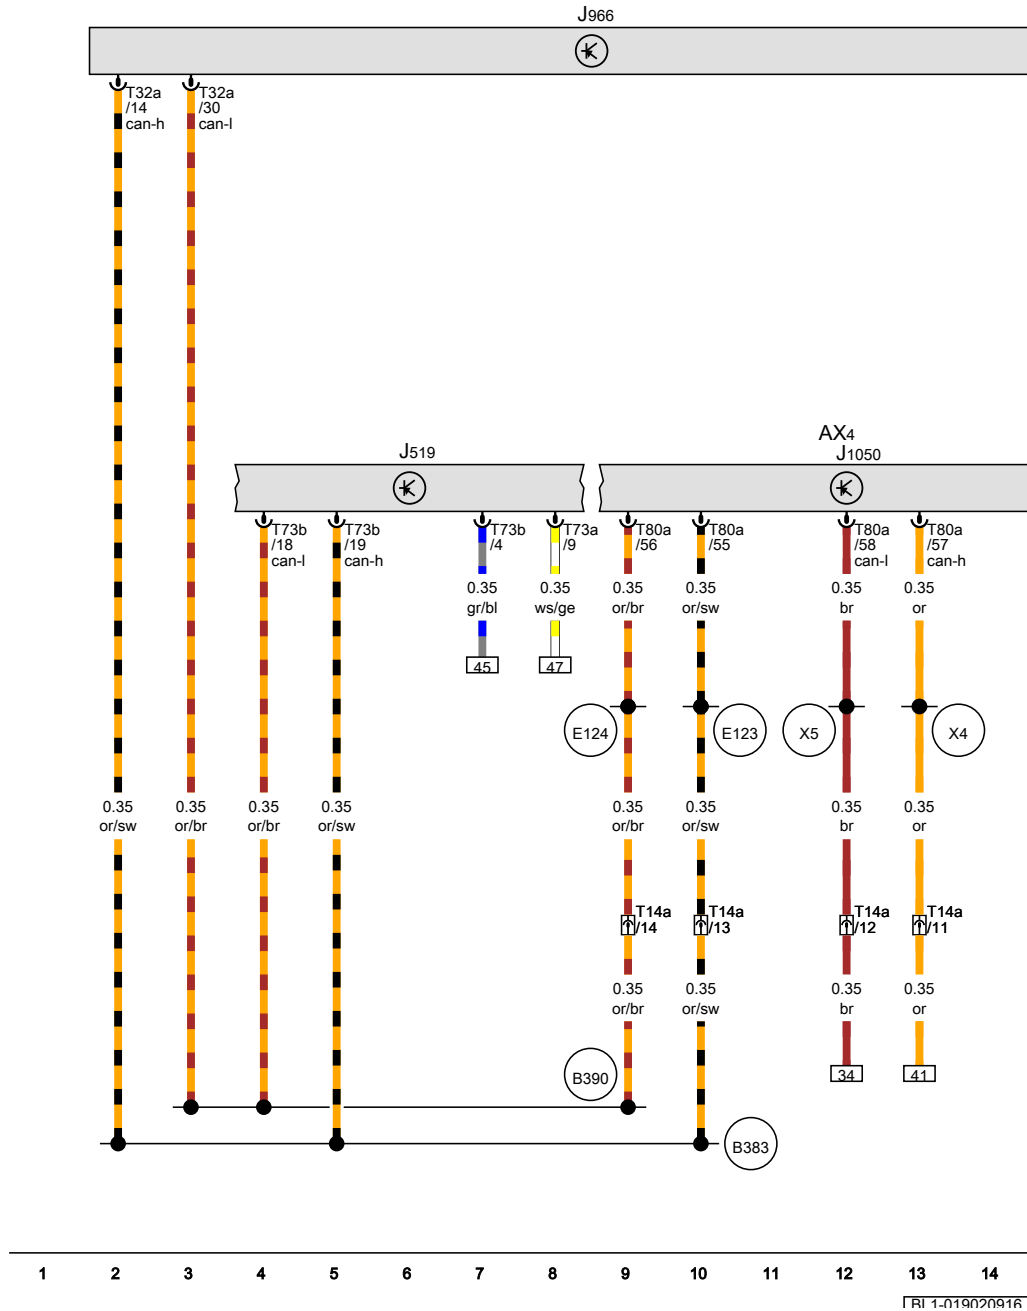 J966
T32a
/14
can-h
T32a
/30
can-l
J519
AX4
J1050
T73b
/18
can-l
T73b
/19
can-h
T73b
/4
T73a
/9
T80a
/56
T80a
/55
T80a
/58
can-l
T80a
/57
can-h
0.35
gr/bl
0.35
ws/ge
0.35
or/br
0.35
or/sw
0.35
br
0.35
or
45
47
E124
E123
X5
X4
0.35
or/sw
0.35
or/br
0.35
or/br
0.35
or/sw
0.35
or/br
0.35
or/sw
0.35
br
0.35
or
T14a
/14
T14a
/13
T14a
/12
T14a
/11
0.35
or/br
0.35
or/sw
0.35
br
0.35
or
B390
34
41
B383
1 2 3 4 5 6 7 8 9 10 11 12 13 14
BL1-019020916